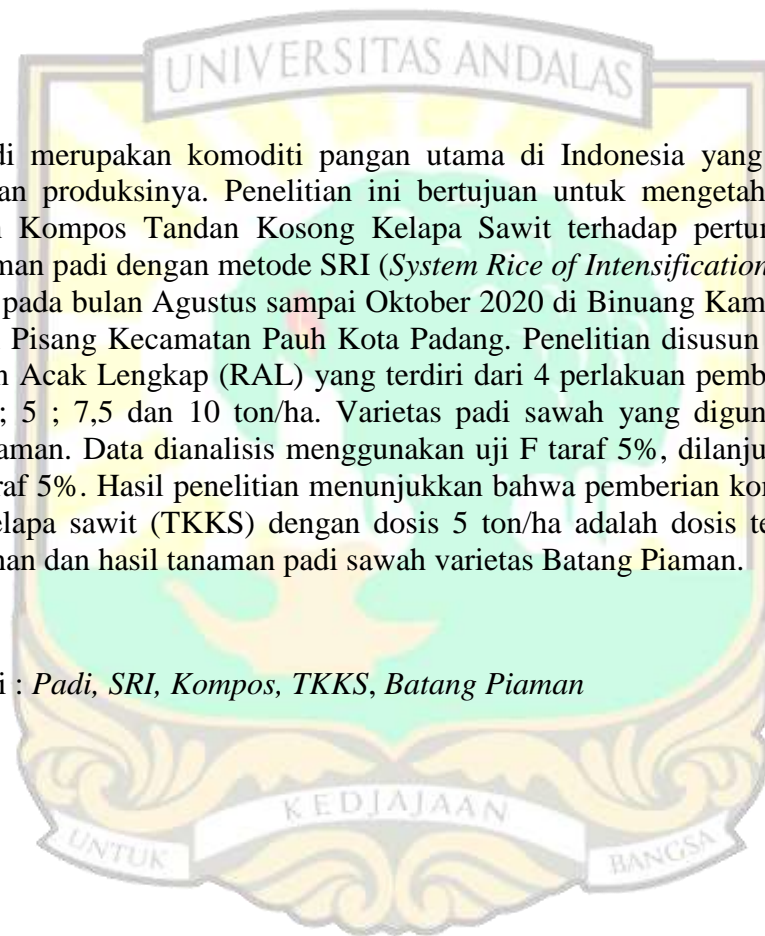 UNIVERSITAS ANDALAS
di merupakan komoditi pangan utama di Indonesia yang
an produksinya. Penelitian ini bertujuan untuk mengetah
Kompos Tandan Kosong Kelapa Sawit terhadap pertur
man padi dengan metode SRI (System Rice of Intensification
pada bulan Agustus sampai Oktober 2020 di Binuang Kam
Pisang Kecamatan Pauh Kota Padang. Penelitian disusun
n Acak Lengkap (RAL) yang terdiri dari 4 perlakuan pemb
; 5 ; 7,5 dan 10 ton/ha. Varietas padi sawah yang digun
aman. Data dianalisis menggunakan uji F taraf 5%, dilanju
raf 5%. Hasil penelitian menunjukkan bahwa pemberian kor
elapa sawit (TKKS) dengan dosis 5 ton/ha adalah dosis te
nan dan hasil tanaman padi sawah varietas Batang Piaman.
i : Padi, SRI, Kompos, TKKS, Batang Piaman
KEDJAJAAN
UNTUK
BANGSA